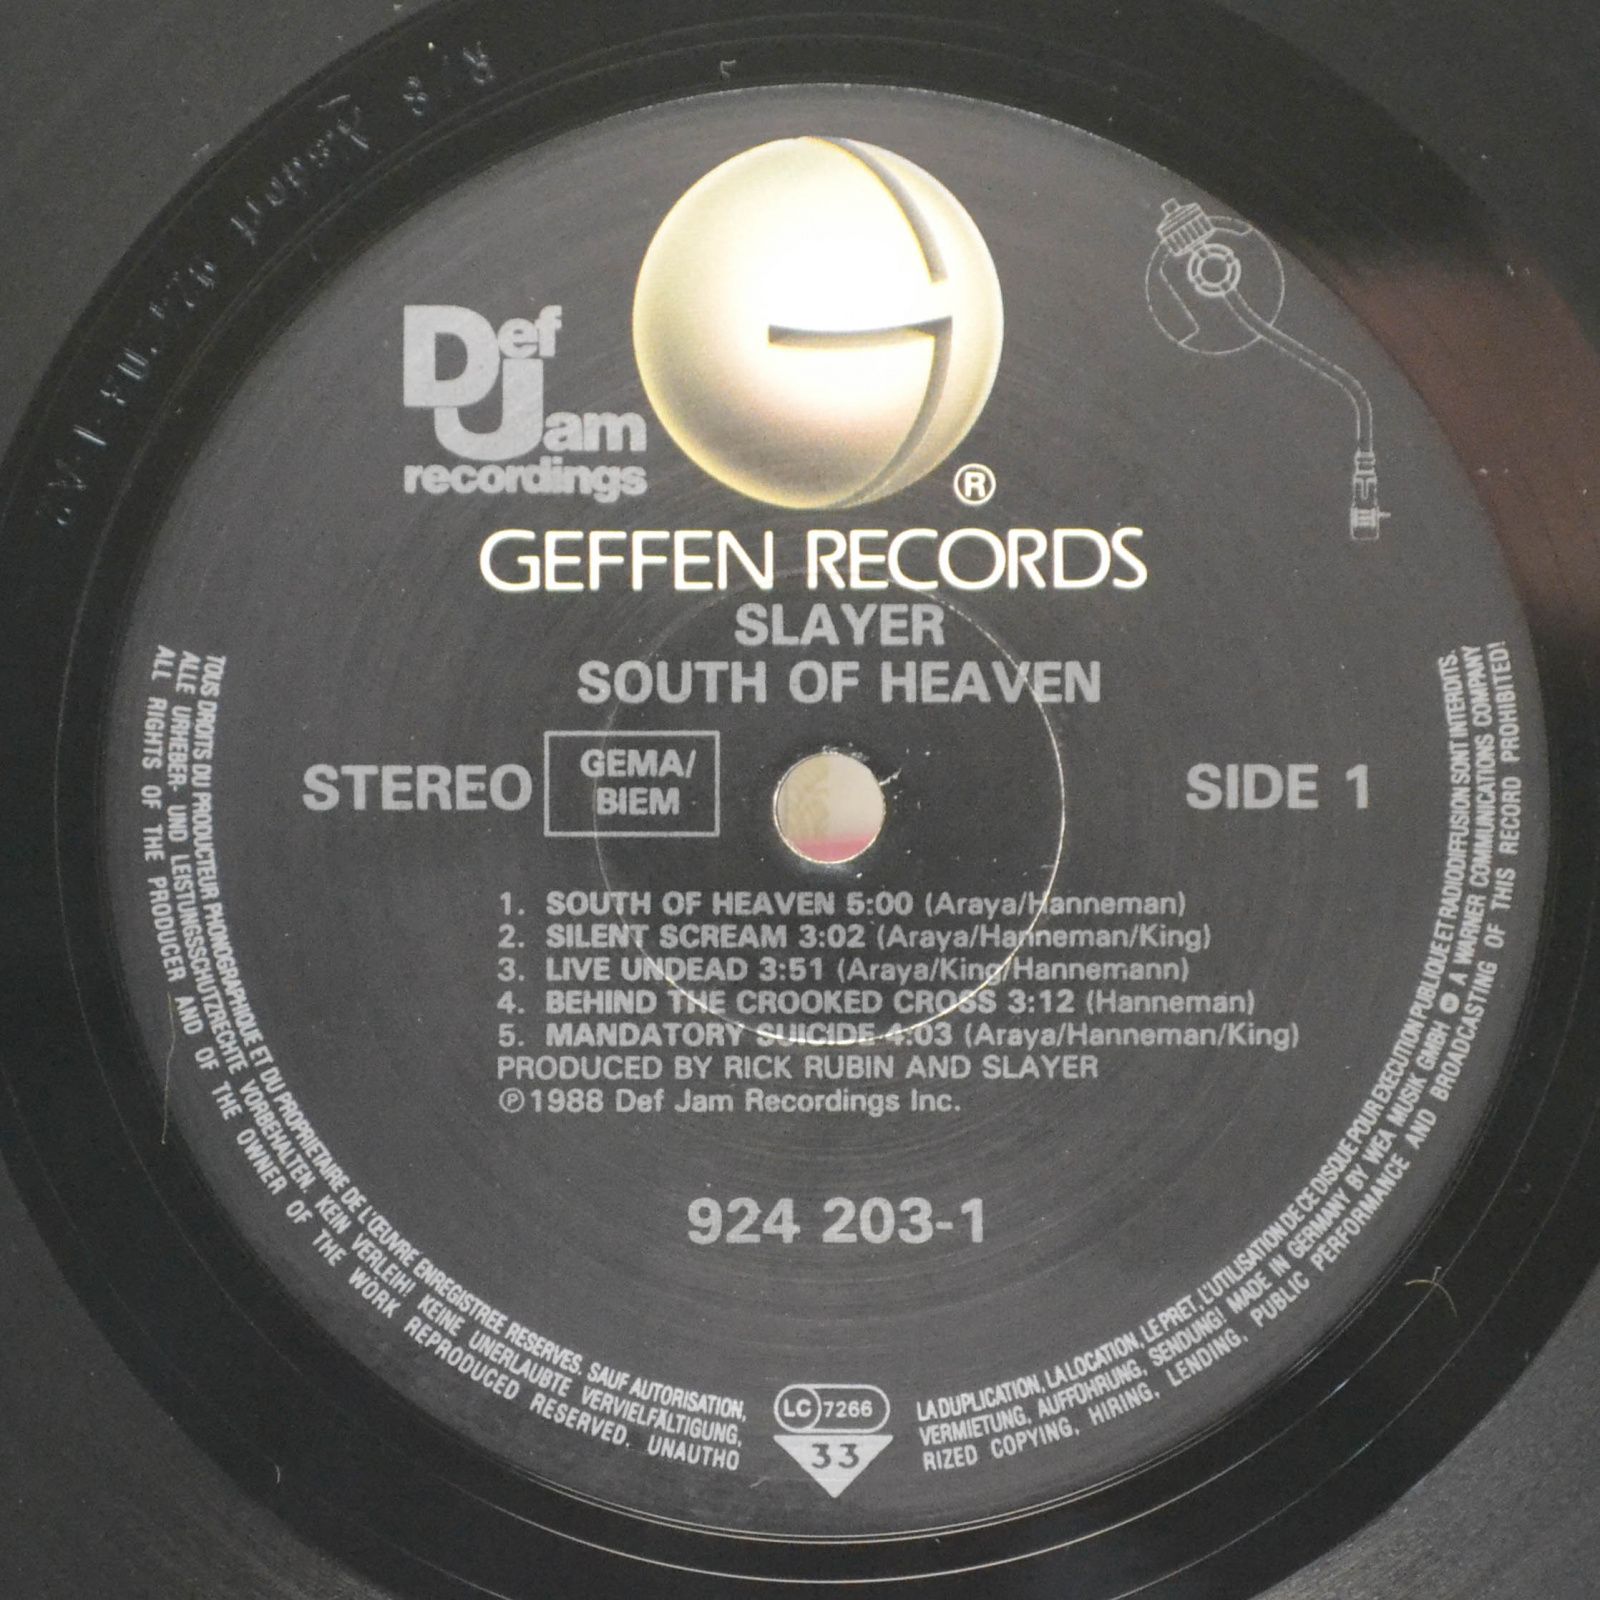 Def
Jam
recordings
®
GEFFEN RECORDS
SLAYER
SOUTH OF HEAVEN
STEREO
GEMA/
BIEM
SIDE 1
1. SOUTH OF HEAVEN 5:00 (Araya/Hanneman)
2. SILENT SCREAM 3:02 (Araya/Hanneman/King)
3. LIVE UNDEAD 3:51 (Araya/King/Hannemann)
4. BEHIND THE CROOKED CROSS 3:12 (Hanneman)
5. MANDATORY SUICIDE 4:03 (Araya/Hanneman/King)
PRODUCED BY RICK RUBIN AND SLAYER
℗ 1988 Def Jam Recordings Inc.
924 203-1
TOUS DROITS DU PRODUCTEUR PHONOGRAPHIQUE ET DU PROPRIETAIRE DE L'ŒUVRE ENREGISTREE RESERVES. SAUF AUTORISATION,
ALLE URHEBER- UND LEISTUNGSSCHUTZRECHTE VORBEHALTEN. KEIN VERLEIH! KEINE UNERLAUBTE VERVIELFÄLTIGUNG,
ALL RIGHTS OF THE PRODUCER AND OF THE OWNER OF THE WORK REPRODUCED RESERVED. UNAUTHO
LC 7266
33
LA DUPLICATION, LA LOCATION, LE PRET, L'UTILISATION DE CE DISQUE POUR EXECUTION PUBLIQUE ET RADIODIFFUSION SONT INTERDITS.
VERMIETUNG, AUFFÜHRUNG, SENDUNG! MADE IN GERMANY BY WEA MUSIK GMBH A WARNER COMMUNICATIONS COMPANY
RIZED COPYING, HIRING, LENDING, PUBLIC PERFORMANCE AND BROADCASTING OF THIS RECORD PROHIBITED!